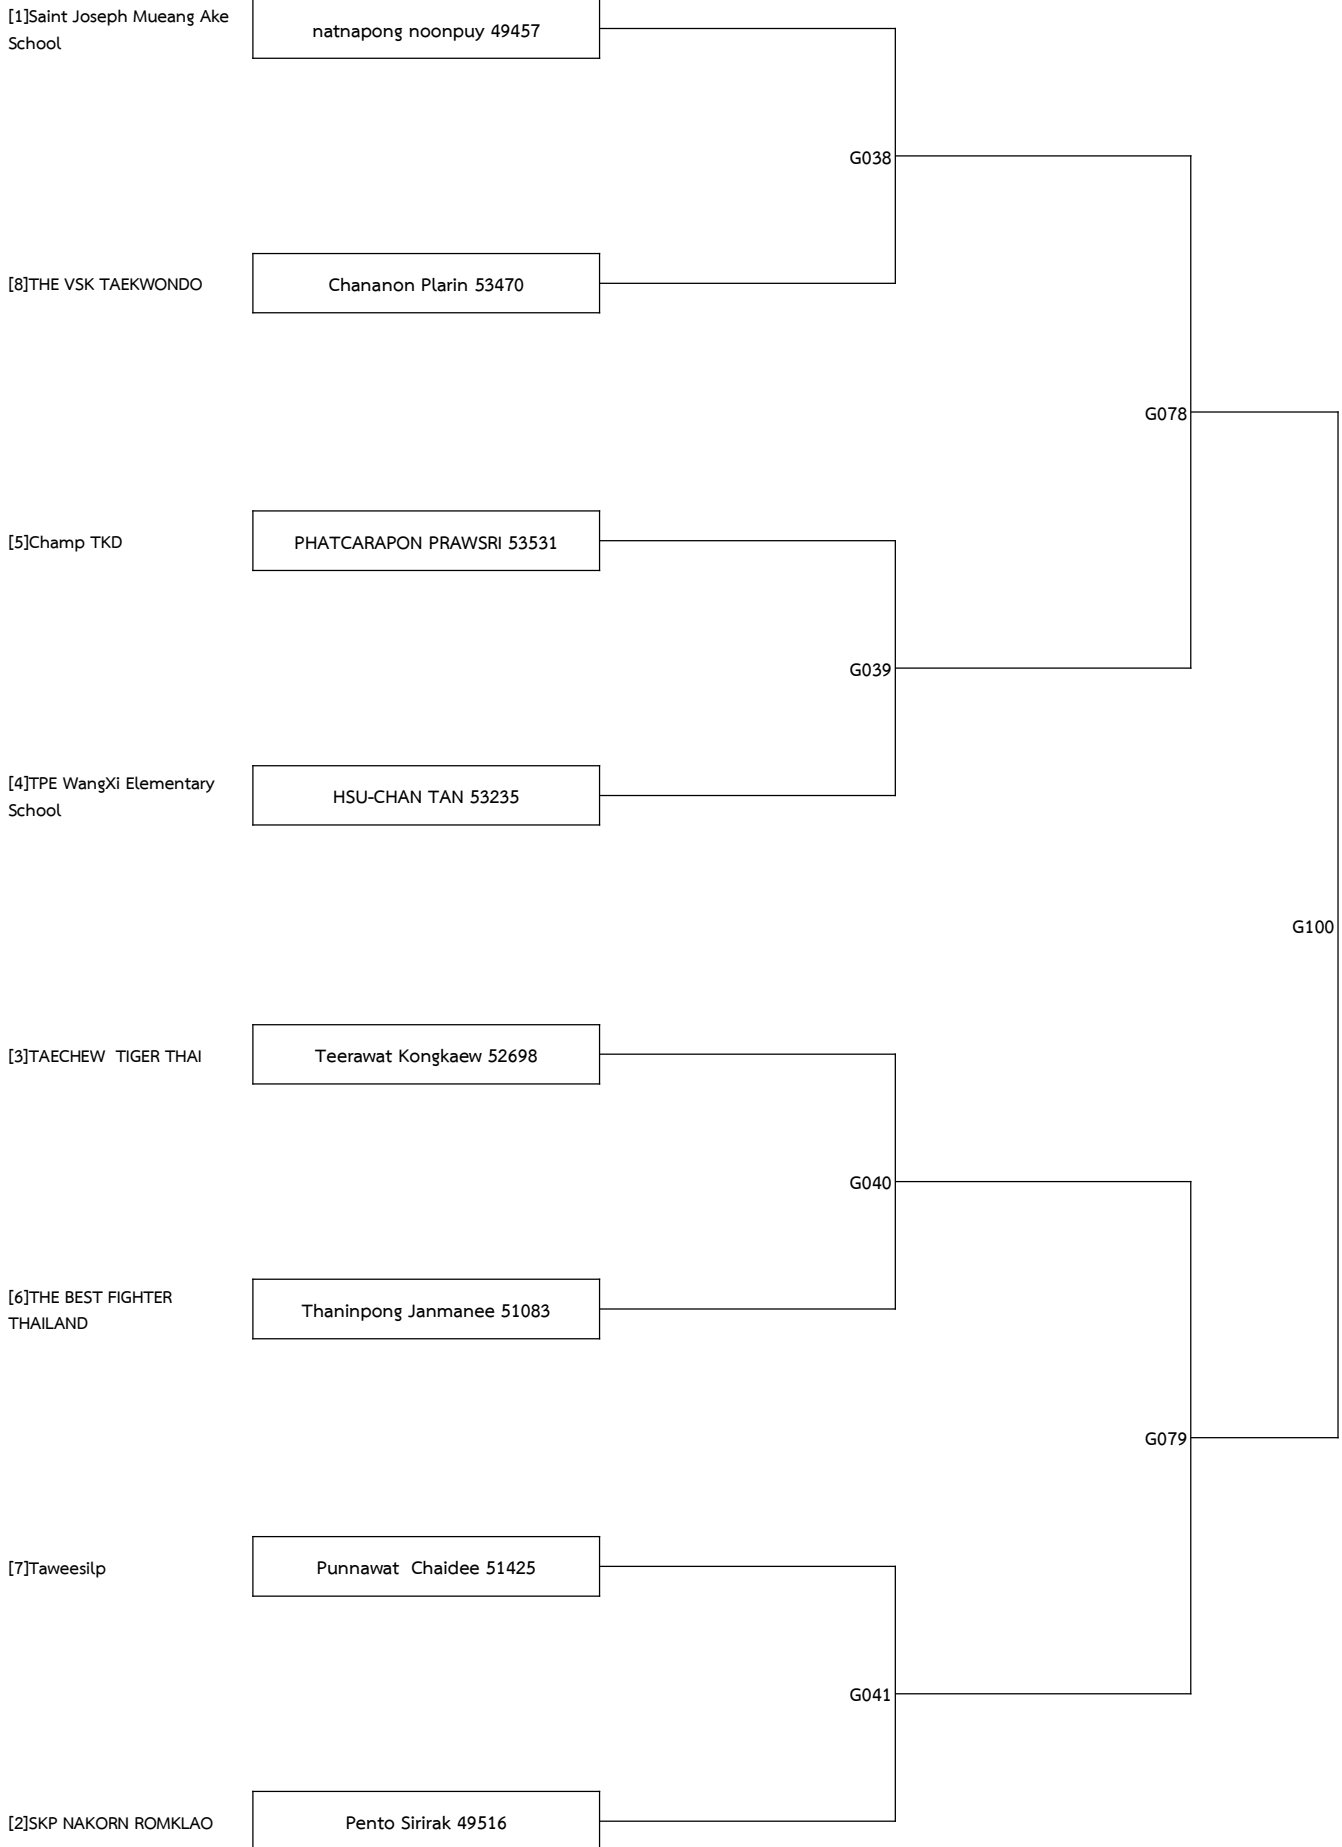 [1]Saint Joseph Mueang Ake
School
natnapong noonpuy 49457
G038
[8]THE VSK TAEKWONDO
Chananon Plarin 53470
G078
[5]Champ TKD
PHATCARAPON PRAWSRI 53531
G039
[4]TPE WangXi Elementary
School
HSU-CHAN TAN 53235
G100
[3]TAECHEW  TIGER THAI
Teerawat Kongkaew 52698
G040
[6]THE BEST FIGHTER
THAILAND
Thaninpong Janmanee 51083
G079
[7]Taweesilp
Punnawat  Chaidee 51425
G041
[2]SKP NAKORN ROMKLAO
Pento Sirirak 49516